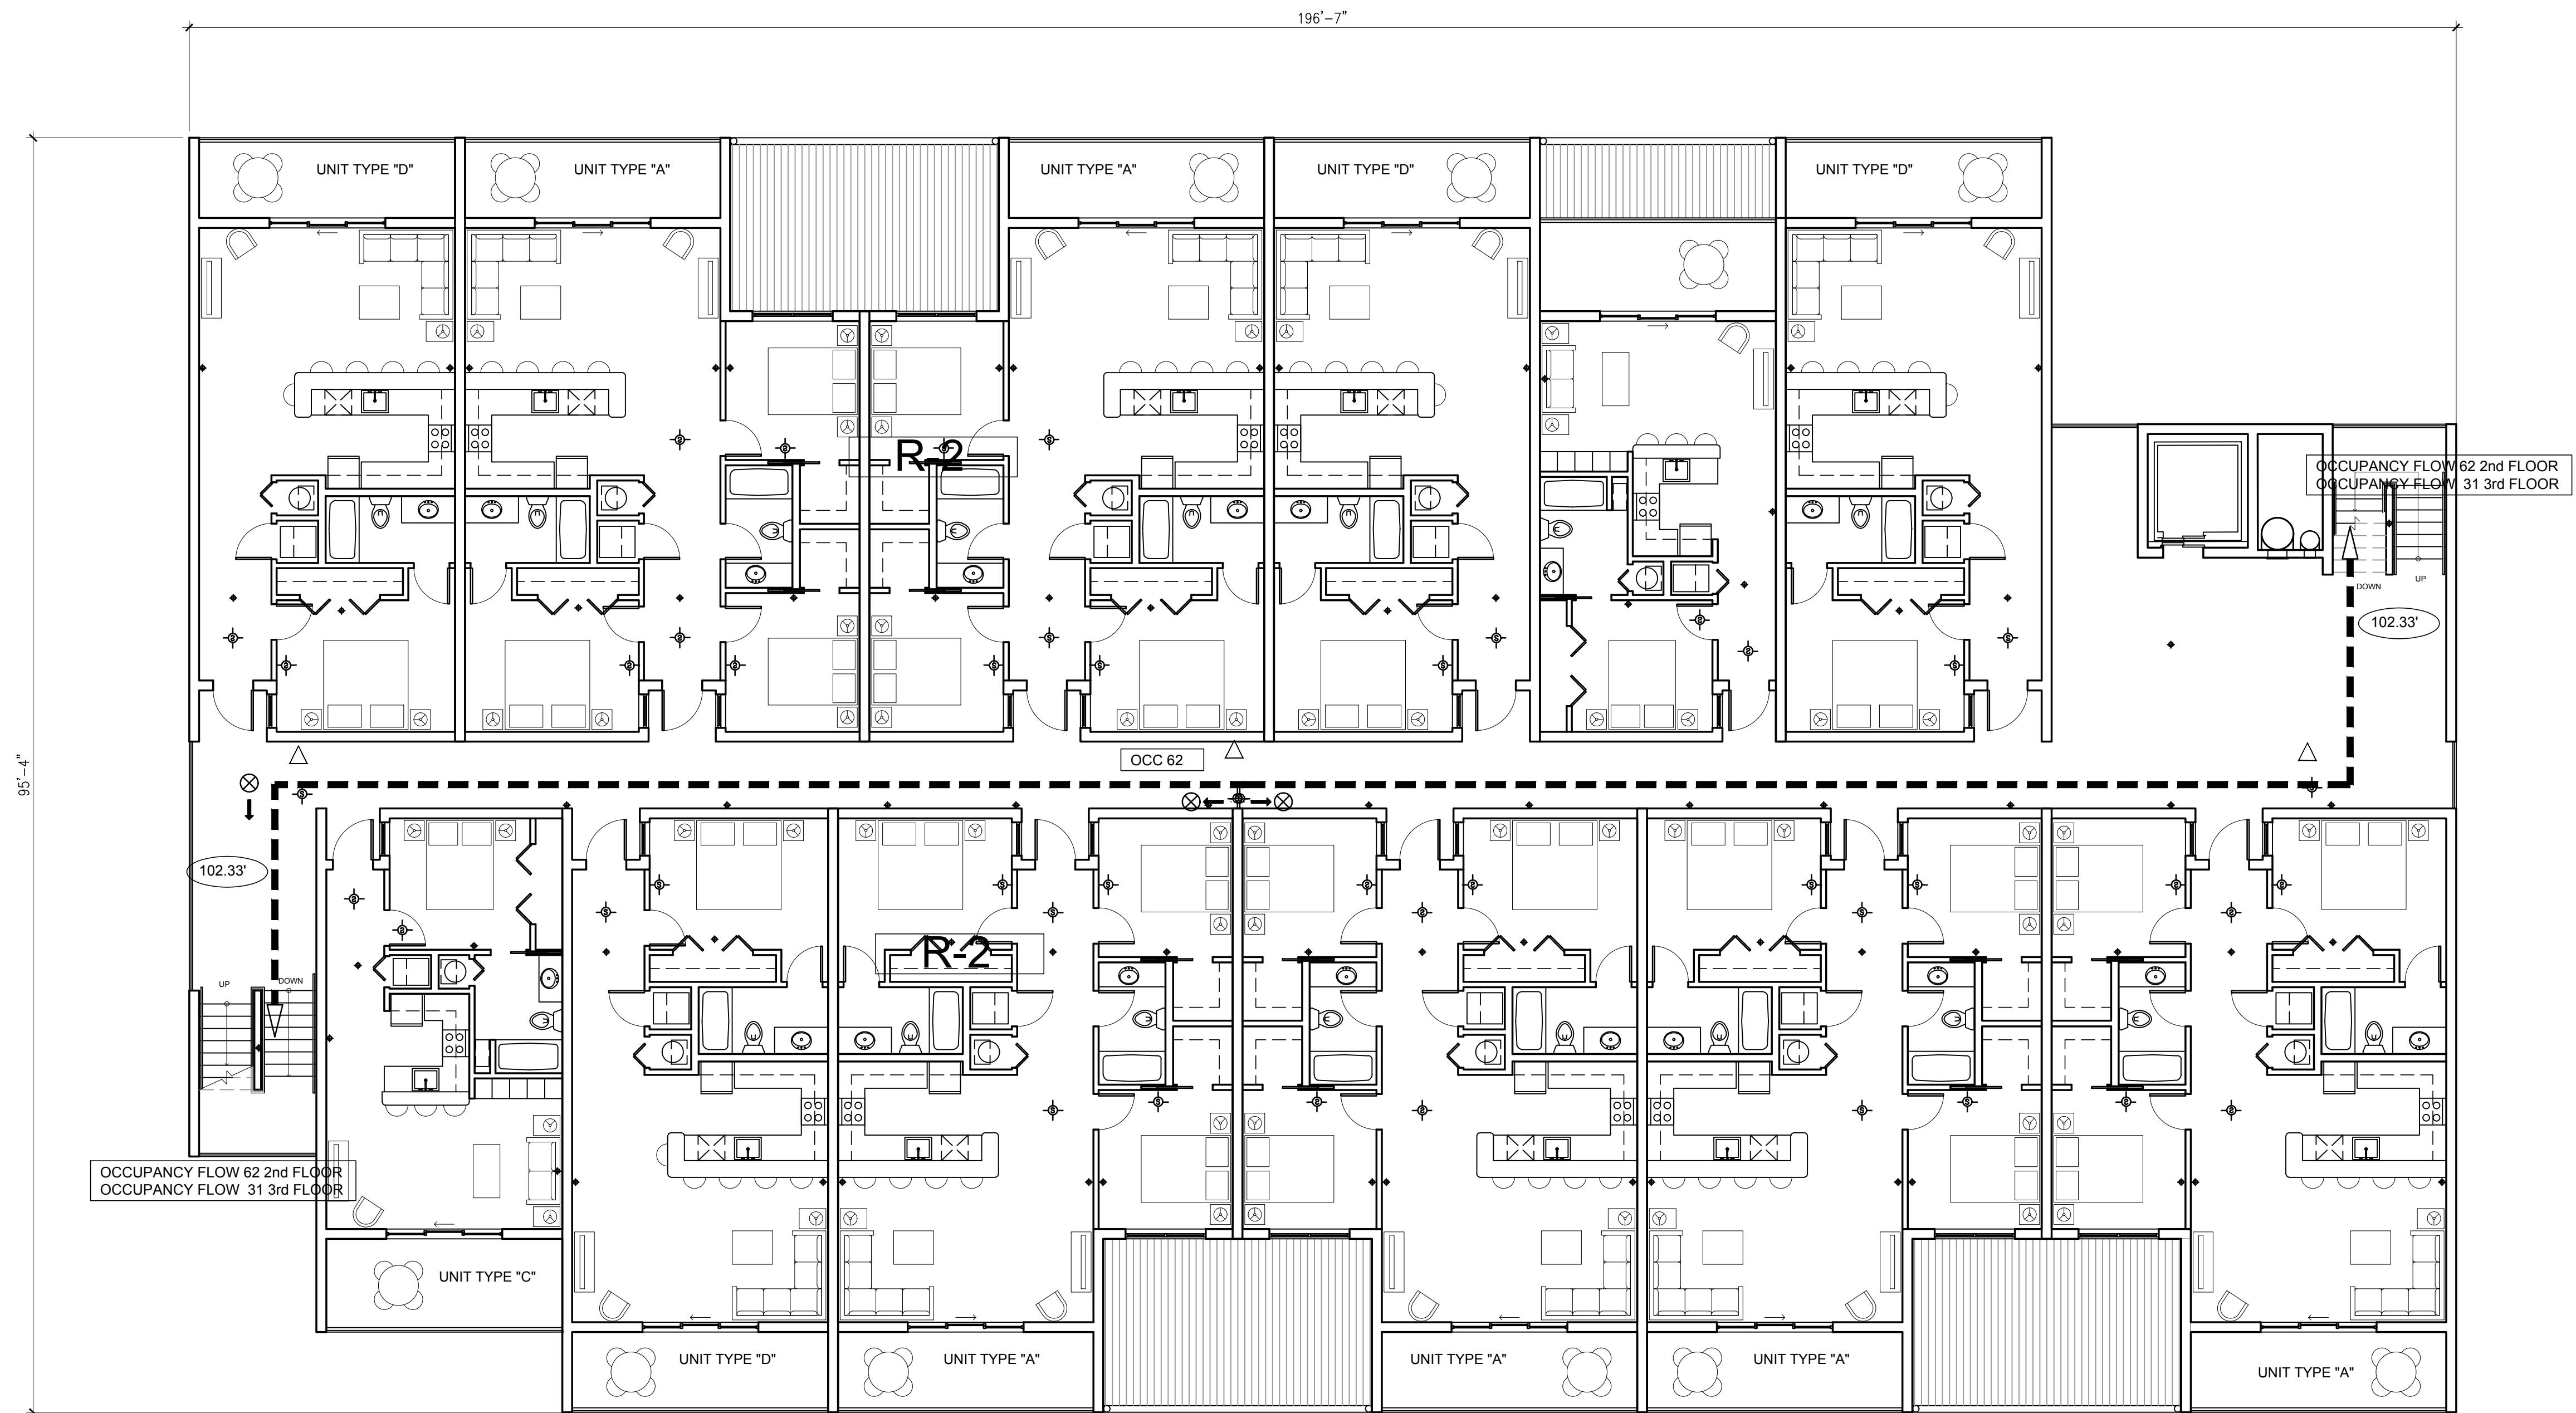 196'-7"
UNIT TYPE "D"
UNIT TYPE "A"
UNIT TYPE "A"
UNIT TYPE "D"
UNIT TYPE "D"
R-2
OCCUPANCY FLOW 62 2nd FLOOR
OCCUPANCY FLOW 31 3rd FLOOR
DOWN
UP
102.33'
95'-4"
OCC 62
102.33'
R-2
UP
DOWN
OCCUPANCY FLOW 62 2nd FLOOR
OCCUPANCY FLOW 31 3rd FLOOR
UNIT TYPE "C"
UNIT TYPE "D"
UNIT TYPE "A"
UNIT TYPE "A"
UNIT TYPE "A"
UNIT TYPE "A"